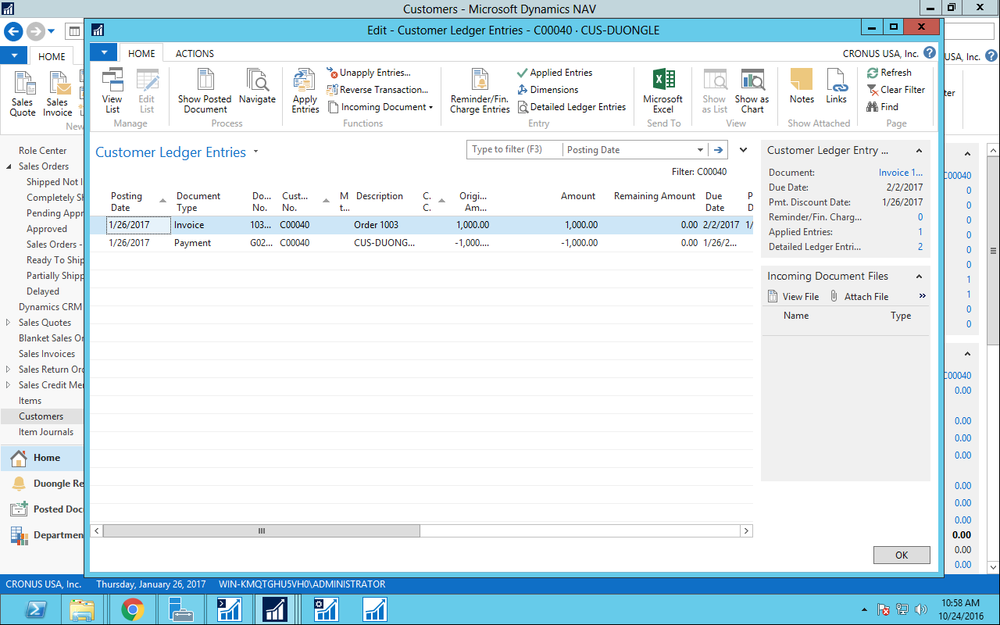 Customers - Microsoft Dynamics NAV
Edit - Customer Ledger Entries - C00040 · CUS-DUONGLE
HOME
HOME
ACTIONS
CRONUS USA, Inc.
USA, Inc.
Sales Quote
Sales Invoice
New
View List
Edit List
Manage
Show Posted Document
Navigate
Process
Apply Entries
Unapply Entries...
Reverse Transaction...
Incoming Document
Functions
Reminder/Fin. Charge Entries
Applied Entries
Dimensions
Detailed Ledger Entries
Entry
Microsoft Excel
Send To
Show as List
Show as Chart
View
Notes
Links
Show Attached
Refresh
Clear Filter
Find
Page
ter
Role Center
Sales Orders
Shipped Not I
Completely Sh
Pending Appr
Approved
Sales Orders -
Ready To Ship
Partially Shipp
Delayed
Dynamics CRM
Sales Quotes
Blanket Sales Or
Sales Invoices
Sales Return Ord
Sales Credit Mer
Items
Customers
Item Journals
Home
Duongle Re
Posted Docu
Departmen
Customer Ledger Entries
Type to filter (F3)
Posting Date
Filter: C00040
Posting Date
Document Type
Do... No.
Cust... No.
M t...
Description
C. C.
Origi... Am...
Amount
Remaining Amount
Due Date
P D
1/26/2017 Invoice 103... C00040 Order 1003 1,000.00 1,000.00 0.00 2/2/2017 1/
1/26/2017 Payment G02... C00040 CUS-DUONG... -1,000.... -1,000.00 0.00 1/26/2...
Customer Ledger Entry ...
Document: Invoice 1...
Due Date: 2/2/2017
Pmt. Discount Date: 1/26/2017
Reminder/Fin. Charg... 0
Applied Entries: 1
Detailed Ledger Entri... 2
Incoming Document Files
View File
Attach File
»
Name
Type
OK
C00040
0
0
0
0
0
0
1
1
0
0
C00040
0.00
0.00
0.00
0.00
0.00
0.00
0.00
0.00
0.00
0.00
CRONUS USA, Inc.
Thursday, January 26, 2017
WIN-KMQTGHU5VH0\ADMINISTRATOR
10:58 AM
10/24/2016